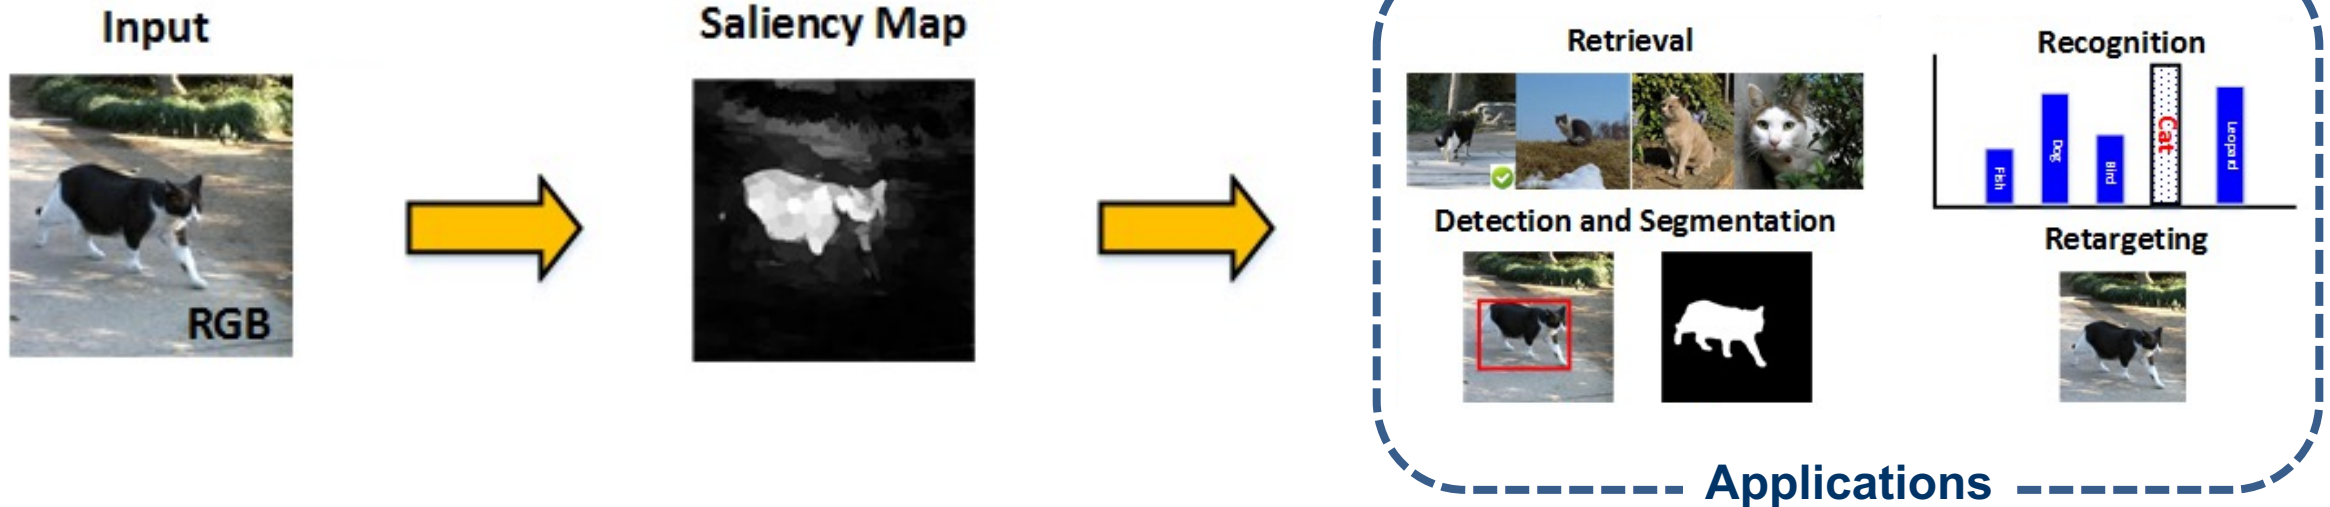 Input
RGB
Saliency Map
Retrieval
Recognition
Fish
Dog
Bird
Cat
Leopard
Detection and Segmentation
Retargeting
Applications